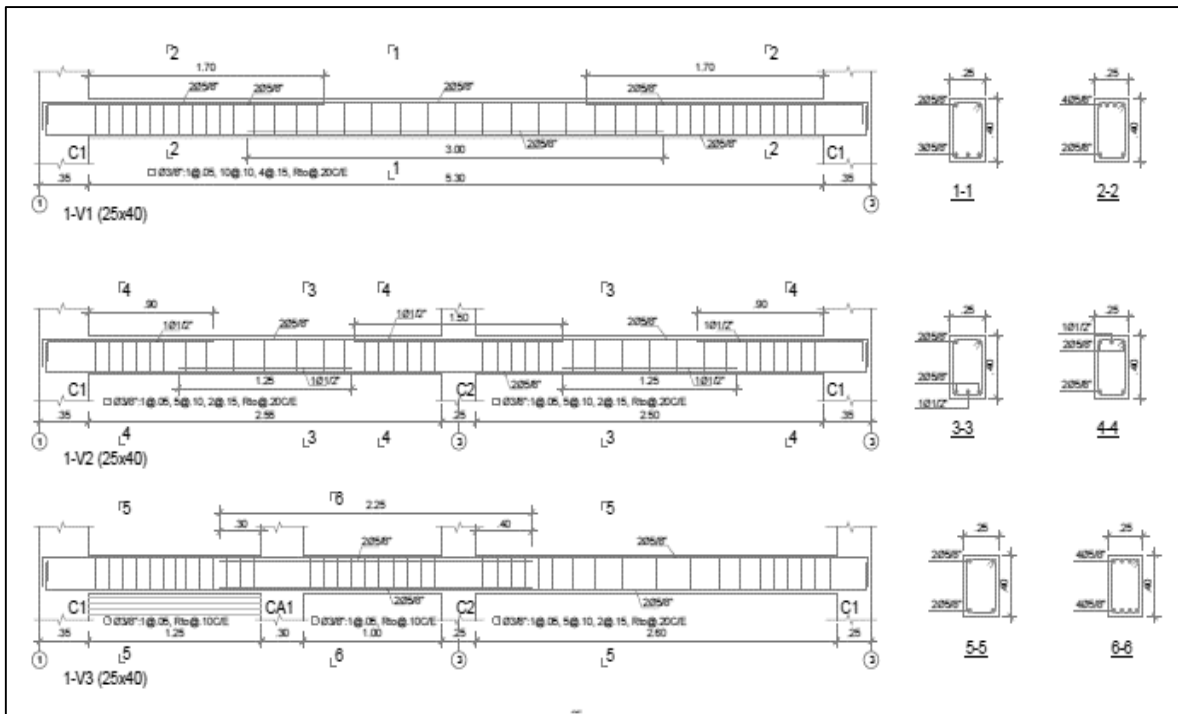 2 1 2
1.70 1.70
2Ø5/8" 2Ø5/8" 2Ø5/8" 2Ø5/8"
2Ø5/8" 2Ø5/8"
C1 2 3.00 2 C1
□ Ø3/8":1@.05, 10@.10, 4@.15, Rto@.20C/E 1
.35 5.30 .35
1 3
1-V1 (25x40)
.25
2Ø5/8"
.40
3Ø5/8"
1-1
.25
4Ø5/8"
.40
2Ø5/8"
2-2
4 3 4 3 4
.90 .90
1Ø1/2" 2Ø5/8" 1Ø1/2" 1.50 2Ø5/8" 1Ø1/2"
1Ø1/2" 2Ø5/8" 1Ø1/2"
C1 1.25 C2 1.25 C1
□ Ø3/8":1@.05, 5@.10, 2@.15, Rto@.20C/E □ Ø3/8":1@.05, 5@.10, 2@.15, Rto@.20C/E
.35 2.55 .25 2.50 .35
1 3 3
4 3 4 3 4
1-V2 (25x40)
.25
2Ø5/8"
.40
2Ø5/8"
1Ø1/2"
3-3
.25
1Ø1/2"
2Ø5/8"
.40
2Ø5/8"
4-4
5 6 5
2.25
.30 .40
2Ø5/8" 2Ø5/8"
2Ø5/8" 2Ø5/8"
C1 CA1 C2 C1
□ Ø3/8":1@.05, Rto@.10C/E □ Ø3/8":1@.05, Rto@.10C/E □ Ø3/8":1@.05, 5@.10, 2@.15, Rto@.20C/E
.35 1.25 .30 1.00 .25 2.60 .25
1 3 3
5 6 5
1-V3 (25x40)
.25
2Ø5/8"
.40
2Ø5/8"
5-5
.25
4Ø5/8"
.40
4Ø5/8"
6-6